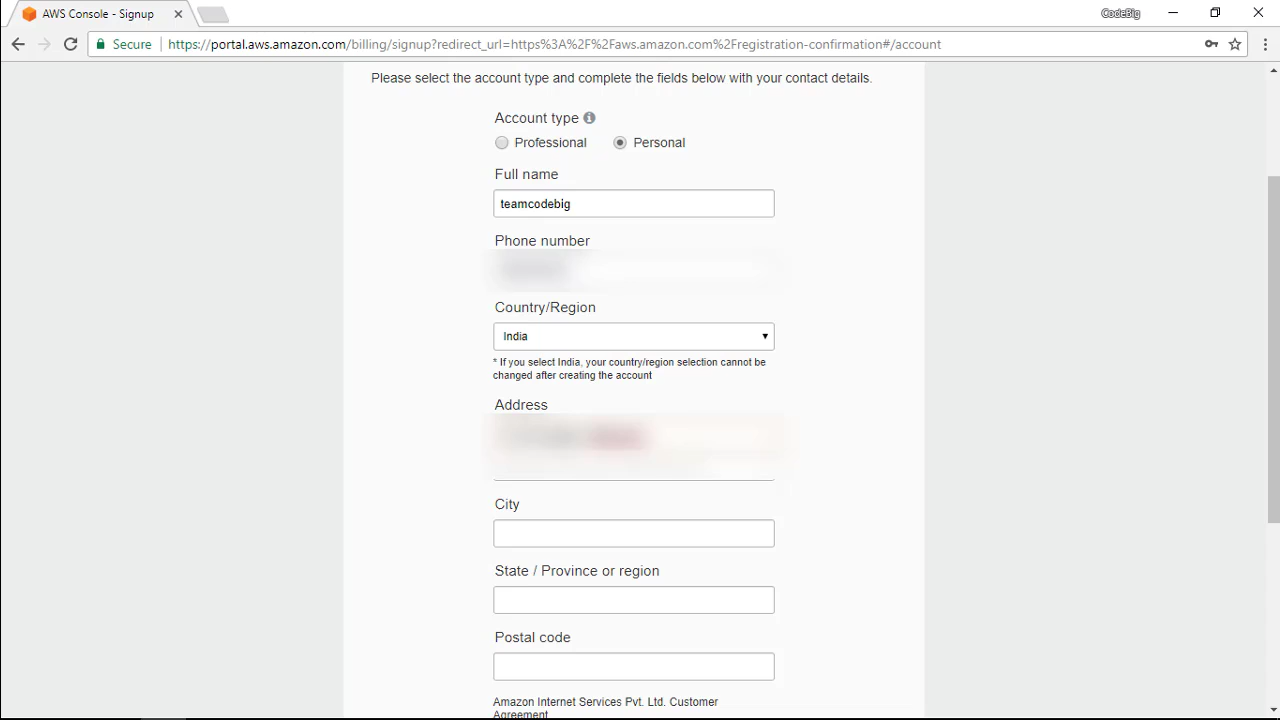 AWS Console - Signup
CodeBig
Secure
https://portal.aws.amazon.com/billing/signup?redirect_url=https%3A%2F%2Faws.amazon.com%2Fregistration-confirmation#/account
Please select the account type and complete the fields below with your contact details.
Account type
Professional Personal
Full name
teamcodebig
Phone number
Country/Region
India
* If you select India, your country/region selection cannot be
changed after creating the account
Address
City
State / Province or region
Postal code
Amazon Internet Services Pvt. Ltd. Customer
Agreement